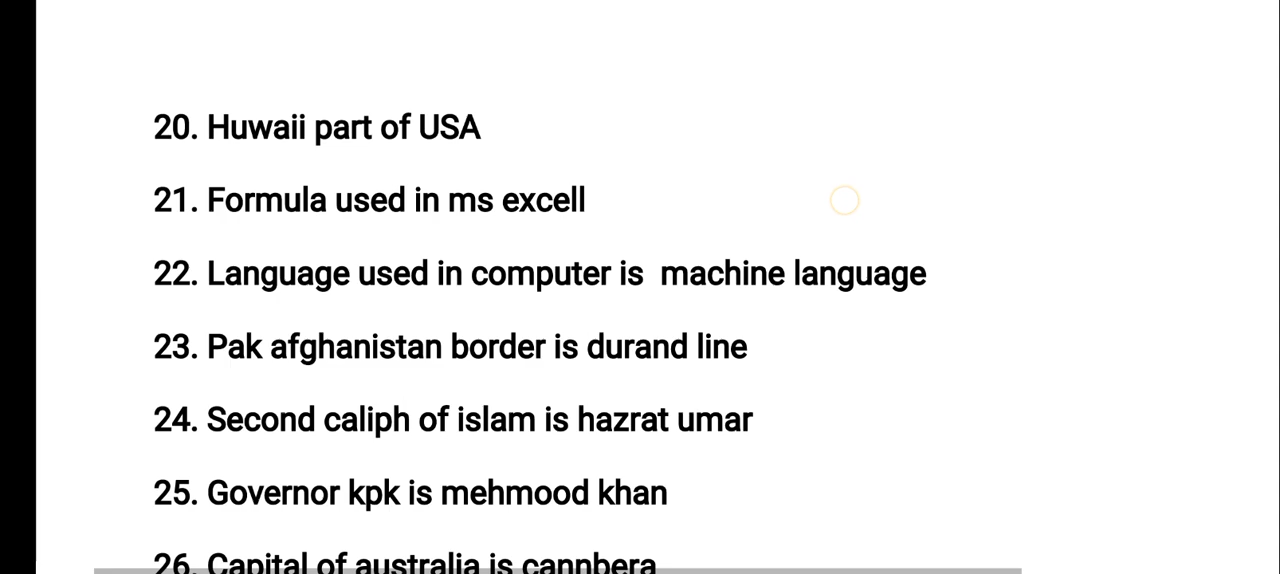 20. Huwaii part of USA
21. Formula used in ms excell
22. Language used in computer is machine language
23. Pak afghanistan border is durand line
24. Second caliph of islam is hazrat umar
25. Governor kpk is mehmood khan
26. Capital of australia is cannbera